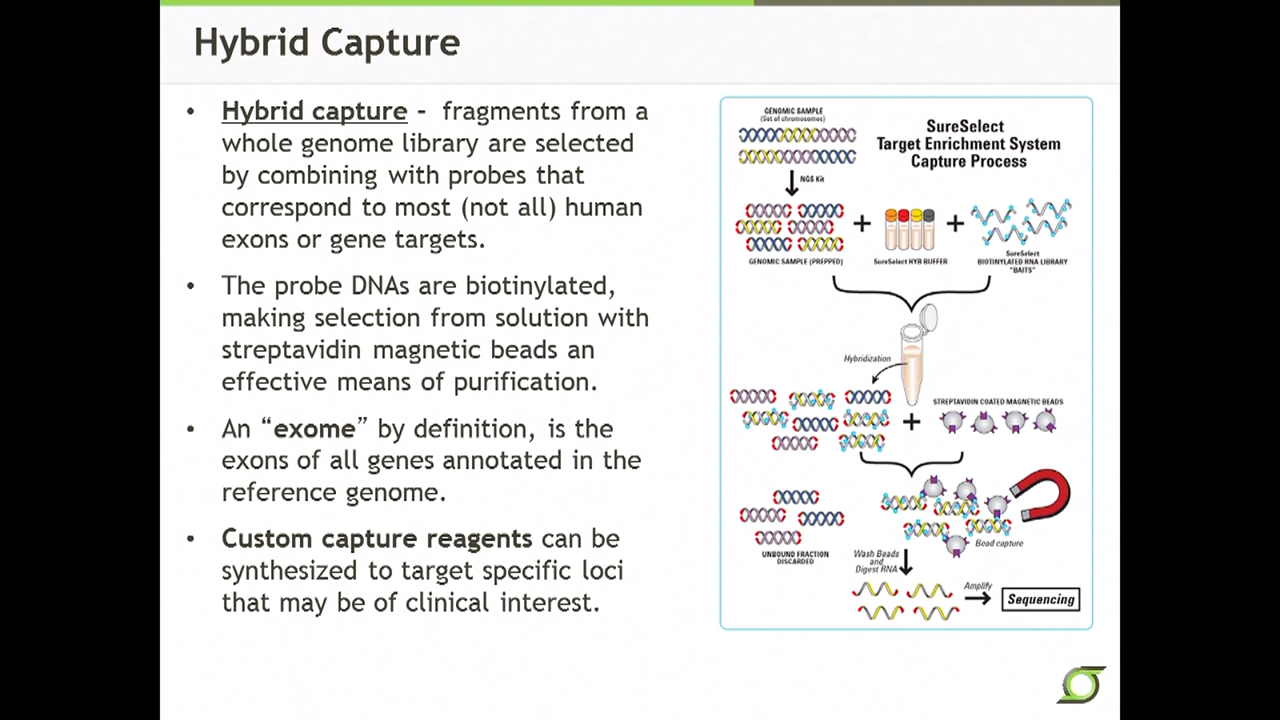 Hybrid Capture
• Hybrid capture - fragments from a
whole genome library are selected
by combining with probes that
correspond to most (not all) human
exons or gene targets.
• The probe DNAs are biotinylated,
making selection from solution with
streptavidin magnetic beads an
effective means of purification.
• An “exome” by definition, is the
exons of all genes annotated in the
reference genome.
• Custom capture reagents can be
synthesized to target specific loci
that may be of clinical interest.
GENOMIC SAMPLE
(Set of chromosomes)
SureSelect
Target Enrichment System
Capture Process
NGS Kit
+
+
GENOMIC SAMPLE (PREPPED)
SureSelect HYB BUFFER
SureSelect
BIOTINYLATED RNA LIBRARY
"BAITS"
Hybridization
STREPTAVIDIN COATED MAGNETIC BEADS
+
Bead capture
UNBOUND FRACTION
DISCARDED
Wash Beads
and
Digest RNA
Amplify
Sequencing